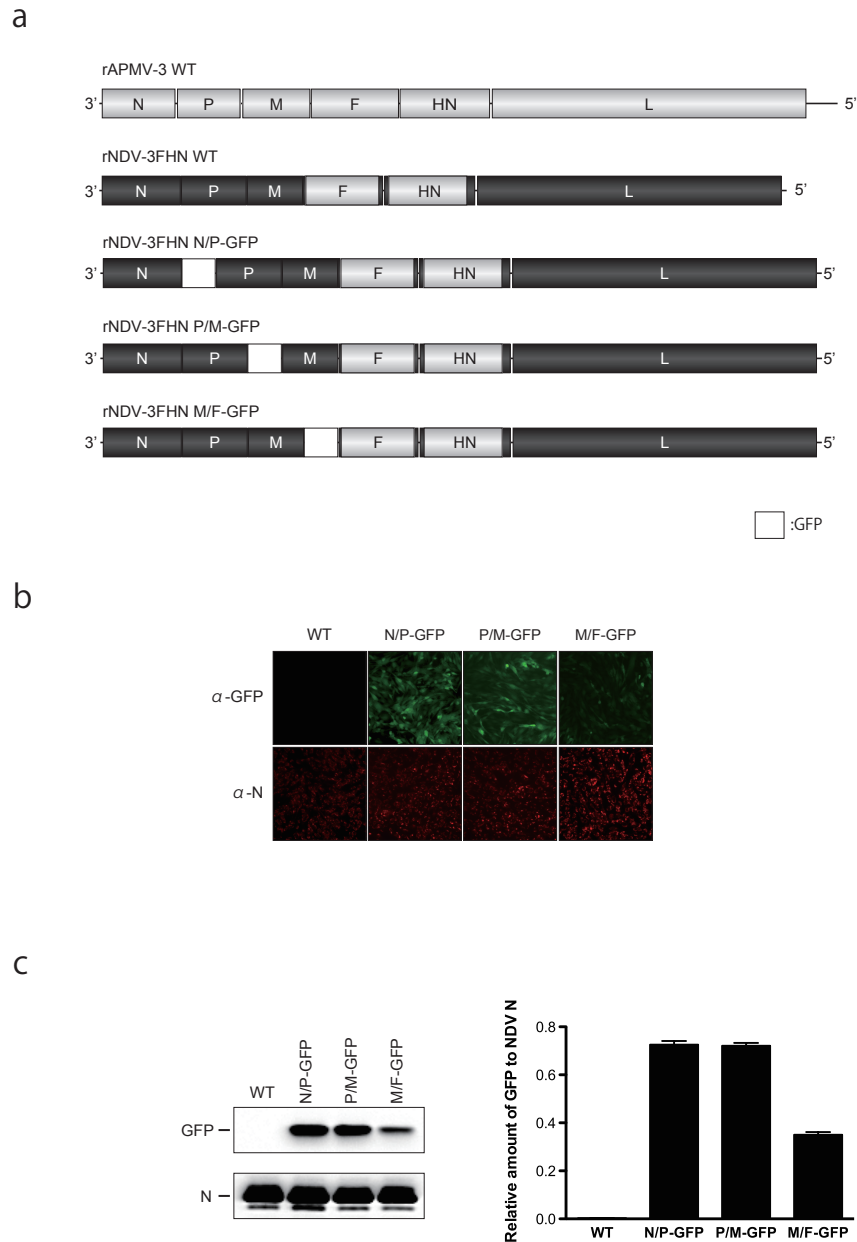 a
rAPMV-3 WT
3’ N P M F HN L 5’
rNDV-3FHN WT
3’ N P M F HN L 5’
rNDV-3FHN N/P-GFP
3’ N P M F HN L 5’
rNDV-3FHN P/M-GFP
3’ N P M F HN L 5’
rNDV-3FHN M/F-GFP
3’ N P M F HN L 5’
:GFP
b
WT N/P-GFP P/M-GFP M/F-GFP
α-GFP
α-N
c
WT N/P-GFP P/M-GFP M/F-GFP
GFP
N
Relative amount of GFP to NDV N
0.8
0.6
0.4
0.2
0.0
WT N/P-GFP P/M-GFP M/F-GFP